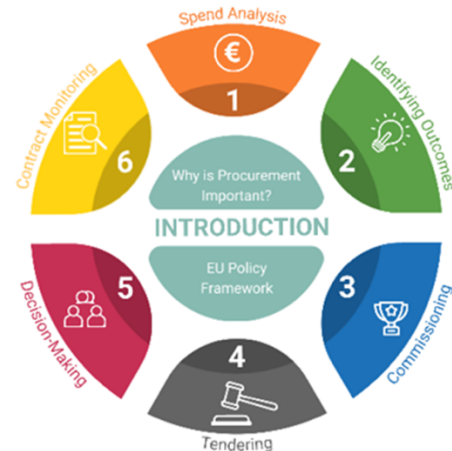 Spend Analysis
€
1
Identifying Outcomes
2
Commissioning
3
Tendering
4
Decision-Making
5
Contract Monitoring
6
Why is Procurement
Important?
INTRODUCTION
EU Policy
Framework